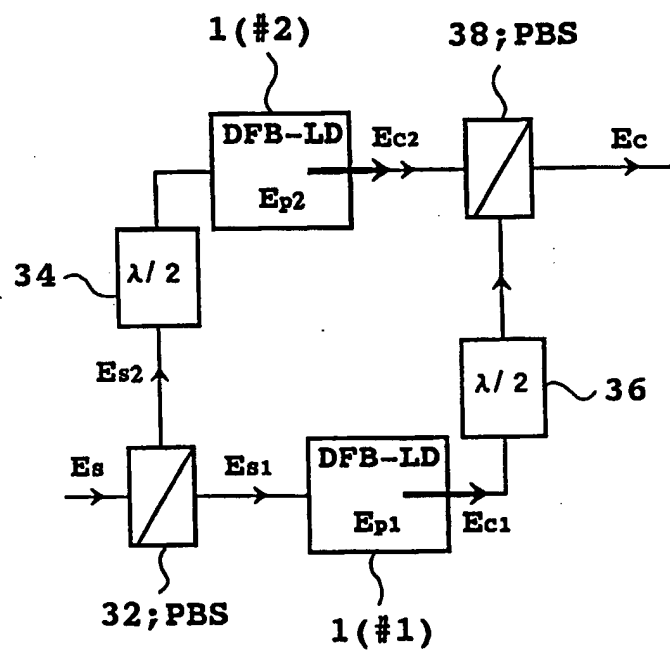 1(#2)
38;PBS
DFB-LD
Ec2
Ec
Ep2
34
λ/2
Es2
λ/2
36
Es
Es1
DFB-LD
Ep1
Ec1
32;PBS
1(#1)